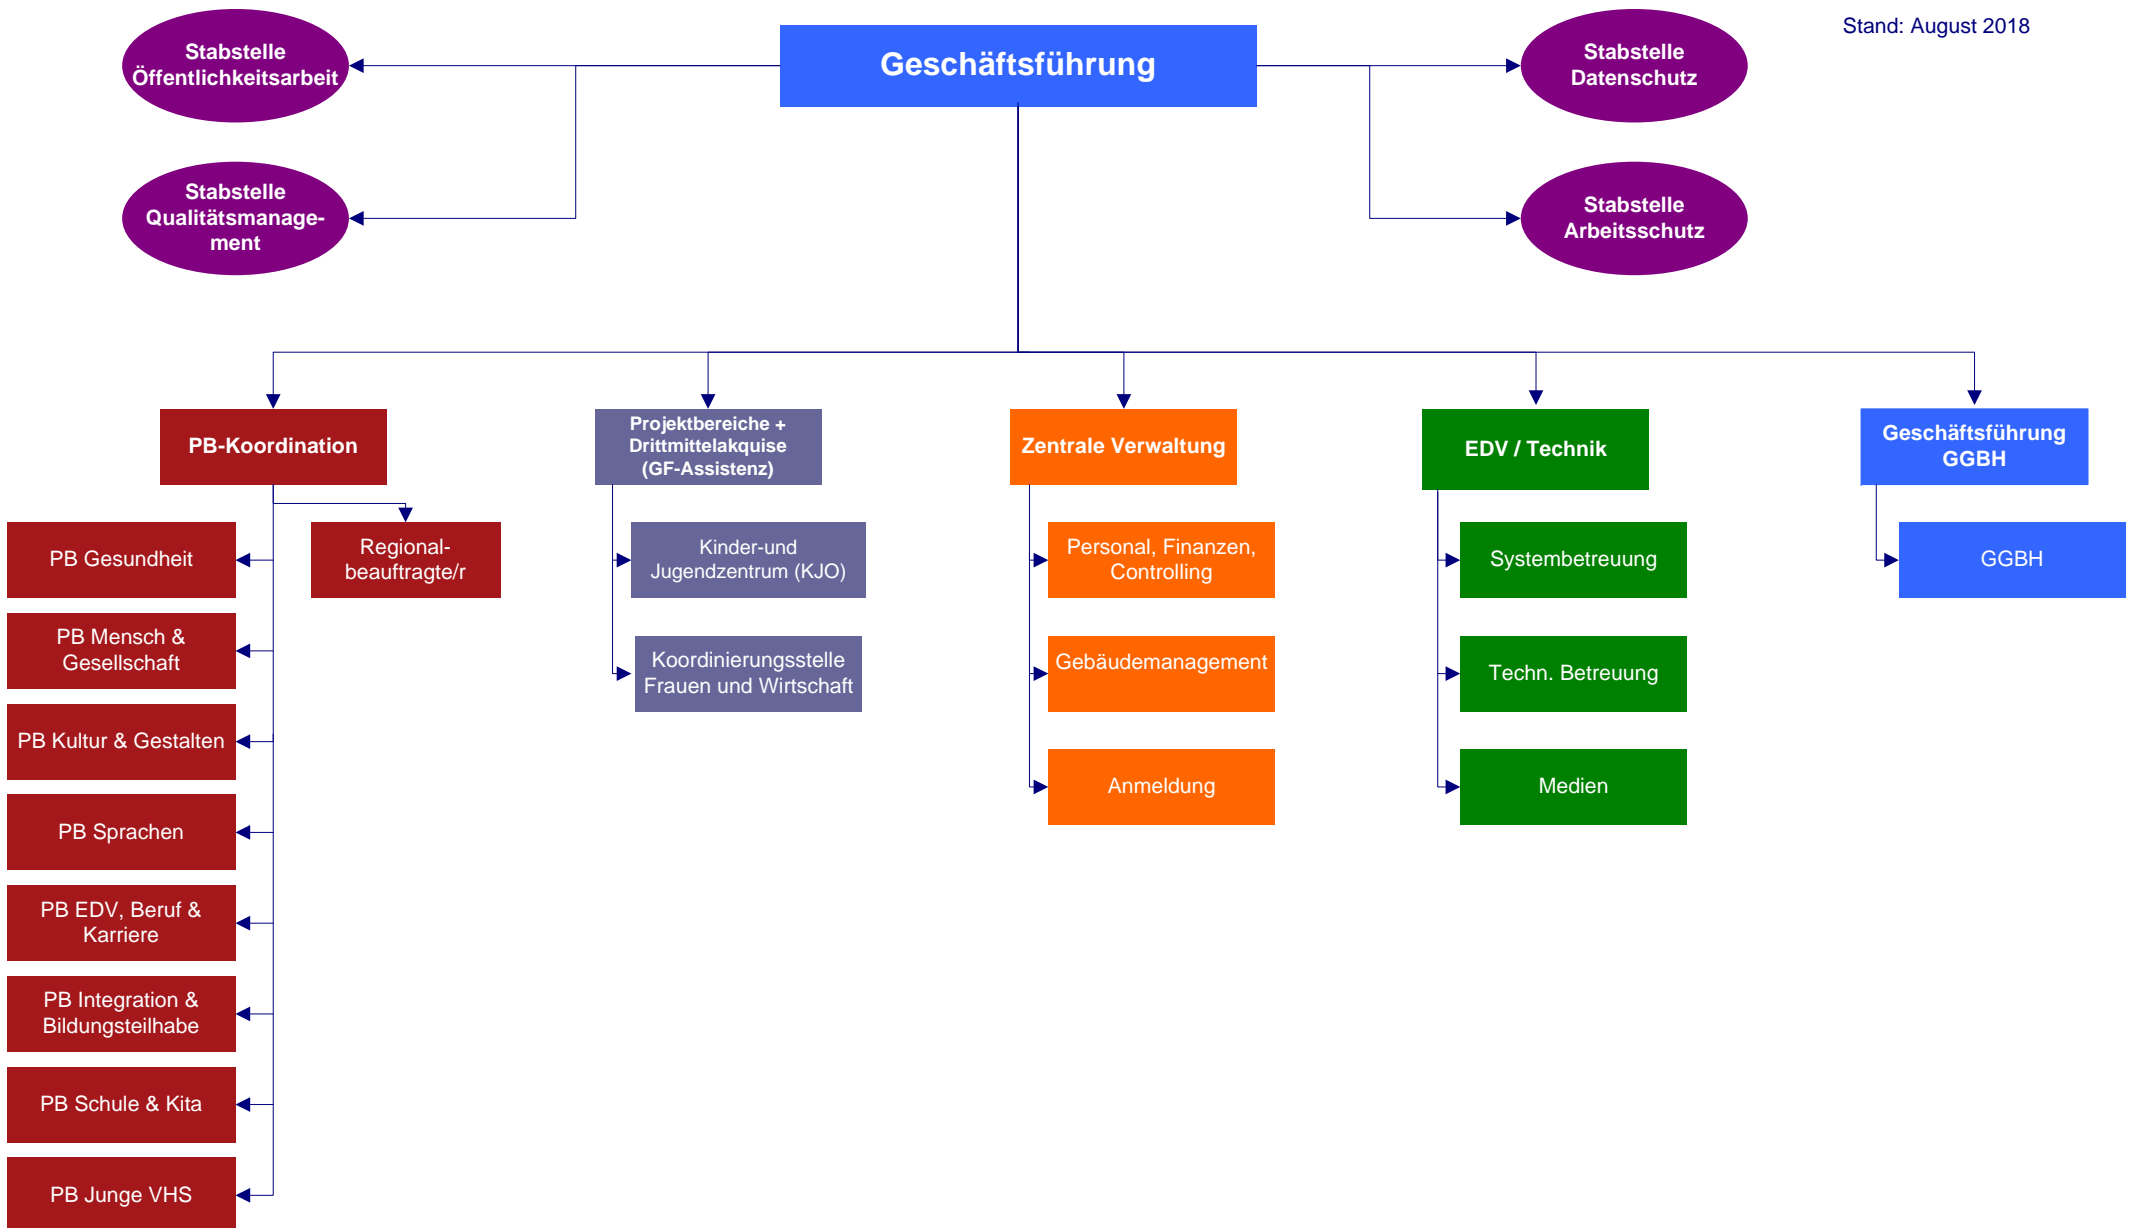 Stand: August 2018
Stabstelle
Öffentlichkeitsarbeit
Geschäftsführung
Stabstelle
Datenschutz
Stabstelle
Qualitätsmanage-
ment
Stabstelle
Arbeitsschutz
PB-Koordination
Projektbereiche +
Drittmittelakquise
(GF-Assistenz)
Zentrale Verwaltung
EDV / Technik
Geschäftsführung
GGBH
PB Gesundheit
Regional-
beauftragte/r
Kinder-und
Jugendzentrum (KJO)
Personal, Finanzen,
Controlling
Systembetreuung
GGBH
PB Mensch &
Gesellschaft
Koordinierungsstelle
Frauen und Wirtschaft
Gebäudemanagement
Techn. Betreuung
PB Kultur & Gestalten
Anmeldung
Medien
PB Sprachen
PB EDV, Beruf &
Karriere
PB Integration &
Bildungsteilhabe
PB Schule & Kita
PB Junge VHS